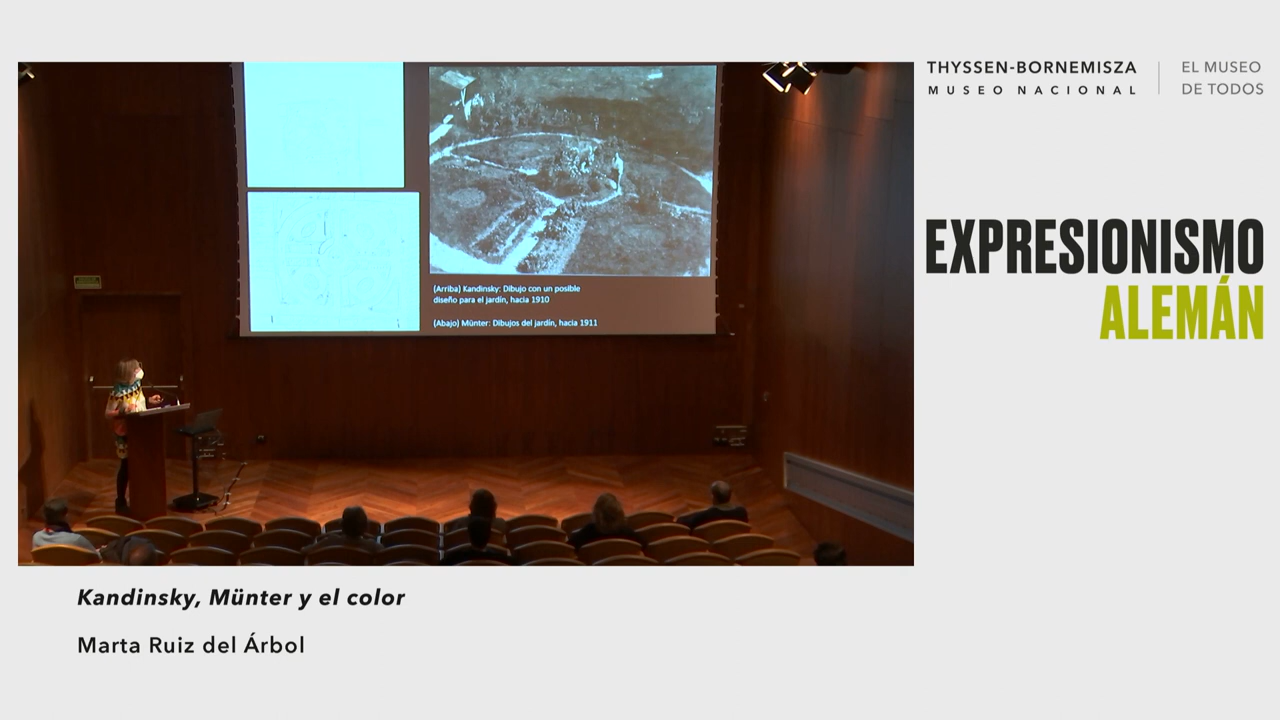 THYSSEN-BORNEMISZA
MUSEO NACIONAL
EL MUSEO
DE TODOS
EXPRESIONISMO
ALEMÁN
(Arriba) Kandinsky: Dibujo con un posible
diseño para el jardín, hacia 1910
(Abajo) Münter: Dibujos del jardín, hacia 1911
Kandinsky, Münter y el color
Marta Ruiz del Árbol